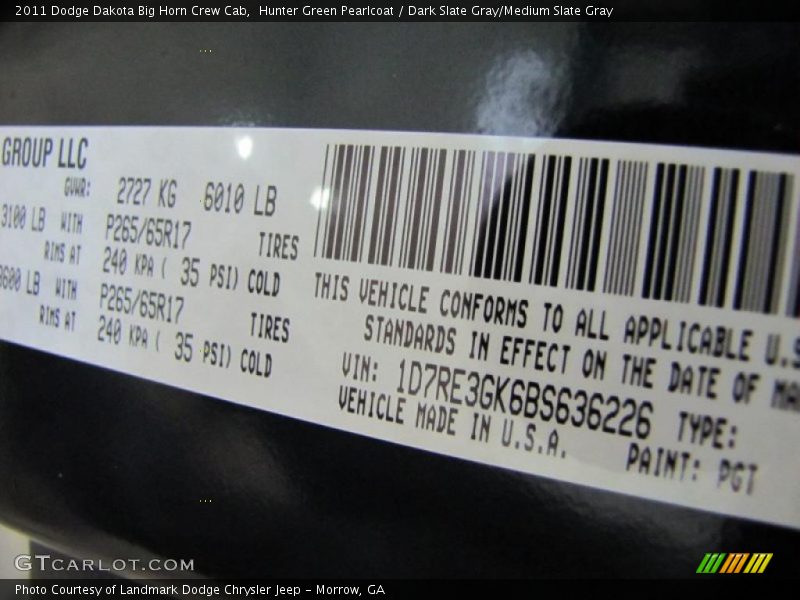 2011 Dodge Dakota Big Horn Crew Cab,  Hunter Green Pearlcoat / Dark Slate Gray/Medium Slate Gray
GROUP LLC
GVWR: 2727 KG 6010 LB
3100 LB WITH P265/65R17 TIRES
RIMS AT 240 KPA ( 35 PSI) COLD
3600 LB WITH P265/65R17 TIRES
RIMS AT 240 KPA ( 35 PSI) COLD
THIS VEHICLE CONFORMS TO ALL APPLICABLE U.S
STANDARDS IN EFFECT ON THE DATE OF
VIN: 1D7RE3GK6BS636226 TYPE:
VEHICLE MADE IN U.S.A. PAINT: PGT
GTCARLOT.COM
Photo Courtesy of Landmark Dodge Chrysler Jeep - Morrow, GA